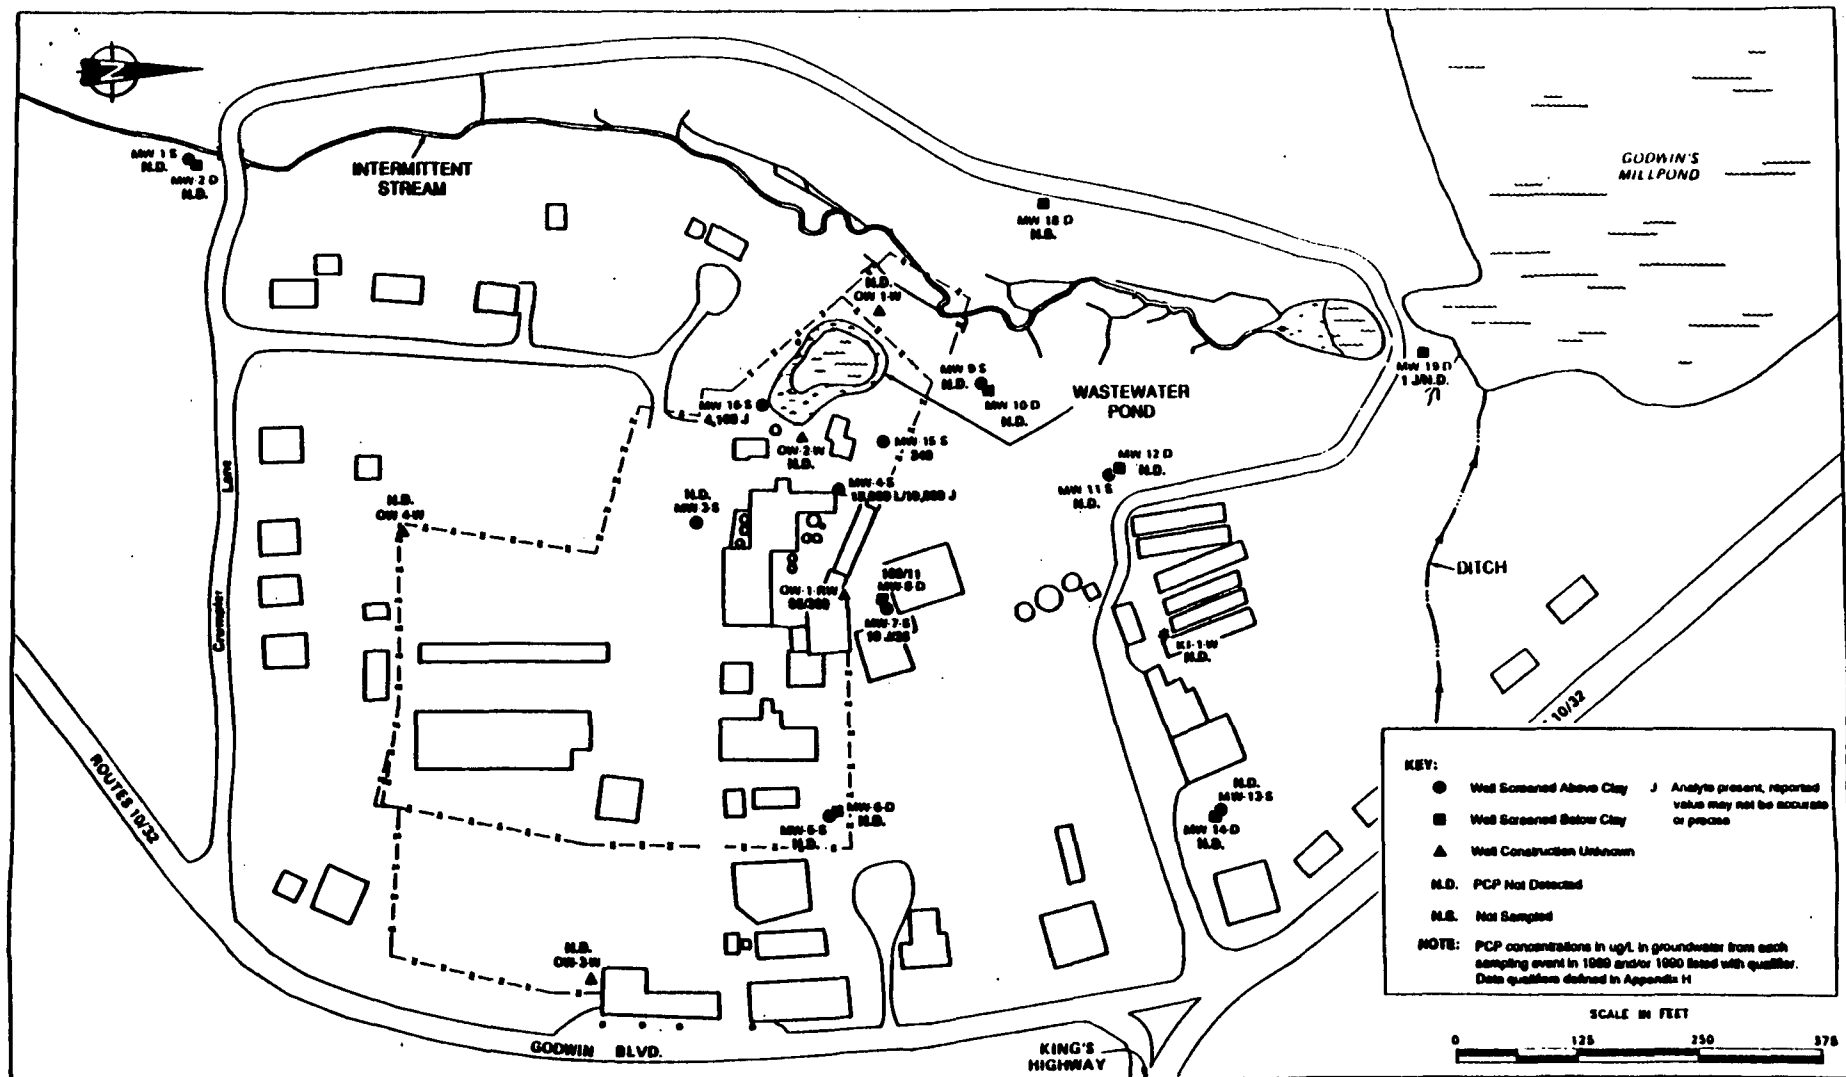 N
MW-1 S
N.D.
MW-2 D
N.D.
INTERMITTENT
STREAM
GODWIN'S
MILLPOND
MW 18 D
N.S.
N.D.
OW 1-W
MW 9 S
N.D.
MW 10-D
N.D.
WASTEWATER
POND
MW 19 D
1 J/N.D.
MW 16-S
OW-2-W
N.D.
MW-15 S
MW 12 D
N.D.
MW 11 S
N.D.
N.D.
MW 3-S
MW-4-S
N.D.
OW 4-W
Lane
Crumpler
DITCH
OW-1-RW
MW-8-D
MW-7-S
KI-1-W
N.D.
10/32
ROUTES 10/32
MW-6-D
N.D.
MW-5-S
N.D.
N.D.
MW-13-S
MW 14-D
N.D.
N.D.
OW-3-W
GODWIN BLVD.
KING'S
HIGHWAY
KEY:
Well Screened Above Clay
J Analyte present, reported
value may not be accurate
or precise
Well Screened Below Clay
Well Construction Unknown
N.D. PCP Not Detected
N.S. Not Sampled
NOTE: PCP concentrations in ug/L in groundwater from each
sampling event in 1989 and/or 1990 listed with qualifier.
Data qualifiers defined in Appendix H
SCALE IN FEET
0 125 250 375